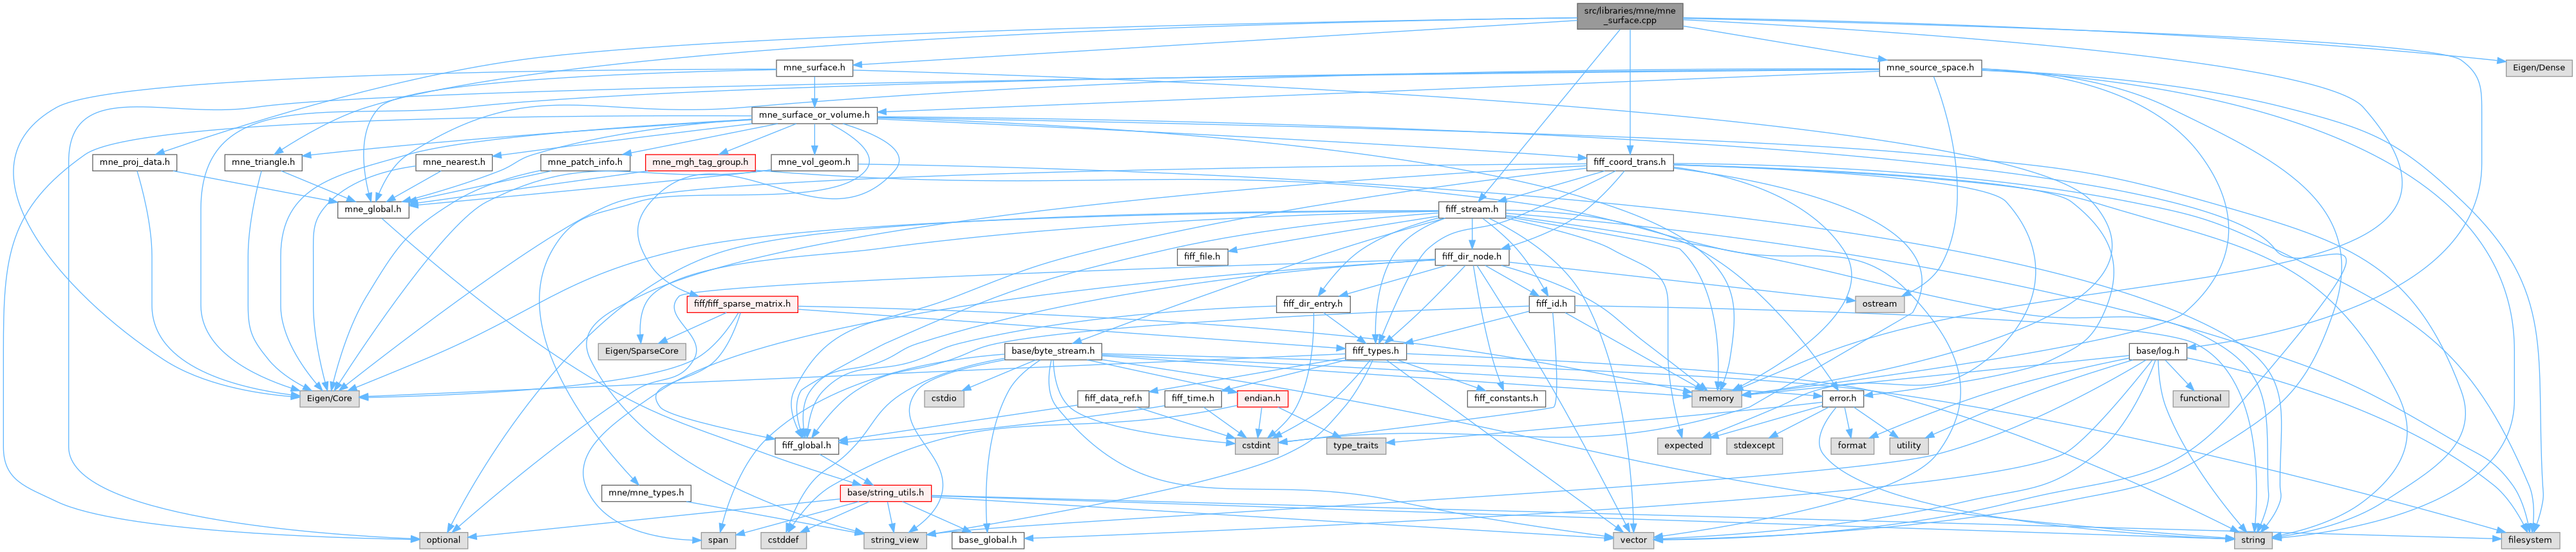 src/libraries/mne/mne
_surface.cpp
mne_surface.h
mne_source_space.h
Eigen/Dense
mne_surface_or_volume.h
mne_proj_data.h
mne_triangle.h
mne_nearest.h
mne_patch_info.h
mne_mgh_tag_group.h
mne_vol_geom.h
fiff_coord_trans.h
mne_global.h
fiff_stream.h
fiff_file.h
fiff_dir_node.h
fiff/fiff_sparse_matrix.h
fiff_dir_entry.h
fiff_id.h
ostream
Eigen/SparseCore
base/byte_stream.h
fiff_types.h
base/log.h
Eigen/Core
cstdio
fiff_data_ref.h
fiff_time.h
endian.h
fiff_constants.h
memory
error.h
functional
fiff_global.h
cstdint
type_traits
expected
stdexcept
format
utility
mne/mne_types.h
base/string_utils.h
optional
span
cstddef
string_view
base_global.h
vector
string
filesystem